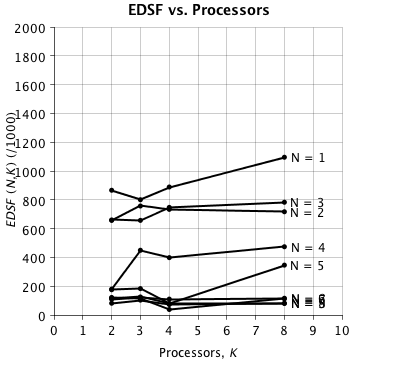 EDSF vs. Processors
2000
1800
1600
1400
1200
1000
800
600
400
200
0
EDSF (N,K) (/1000)
N = 1
N = 3
N = 2
N = 4
N = 5
0 1 2 3 4 5 6 7 8 9 10
Processors, K